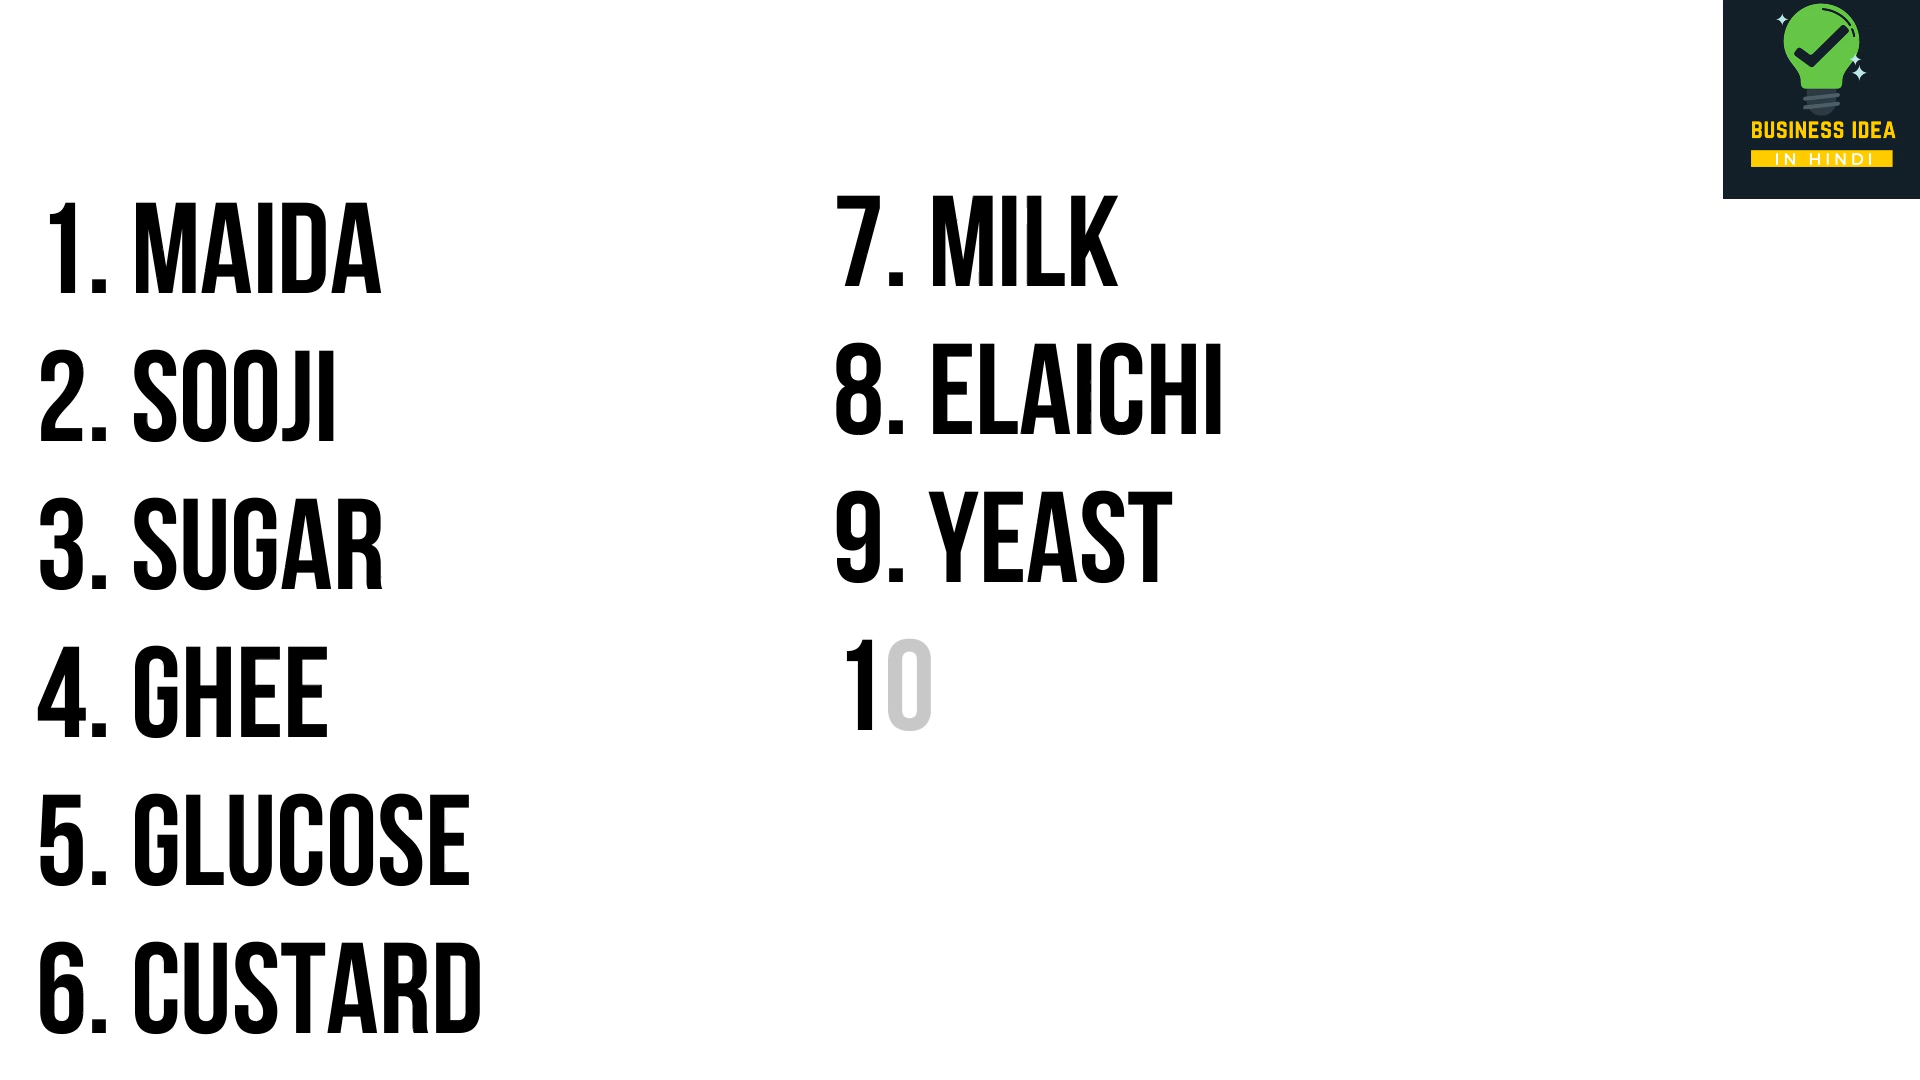 1. MAIDA
2. SOOJI
3. SUGAR
4. GHEE
5. GLUCOSE
6. CUSTARD
7. MILK
8. ELAICHI
9. YEAST
10
BUSINESS IDEA
IN HINDI